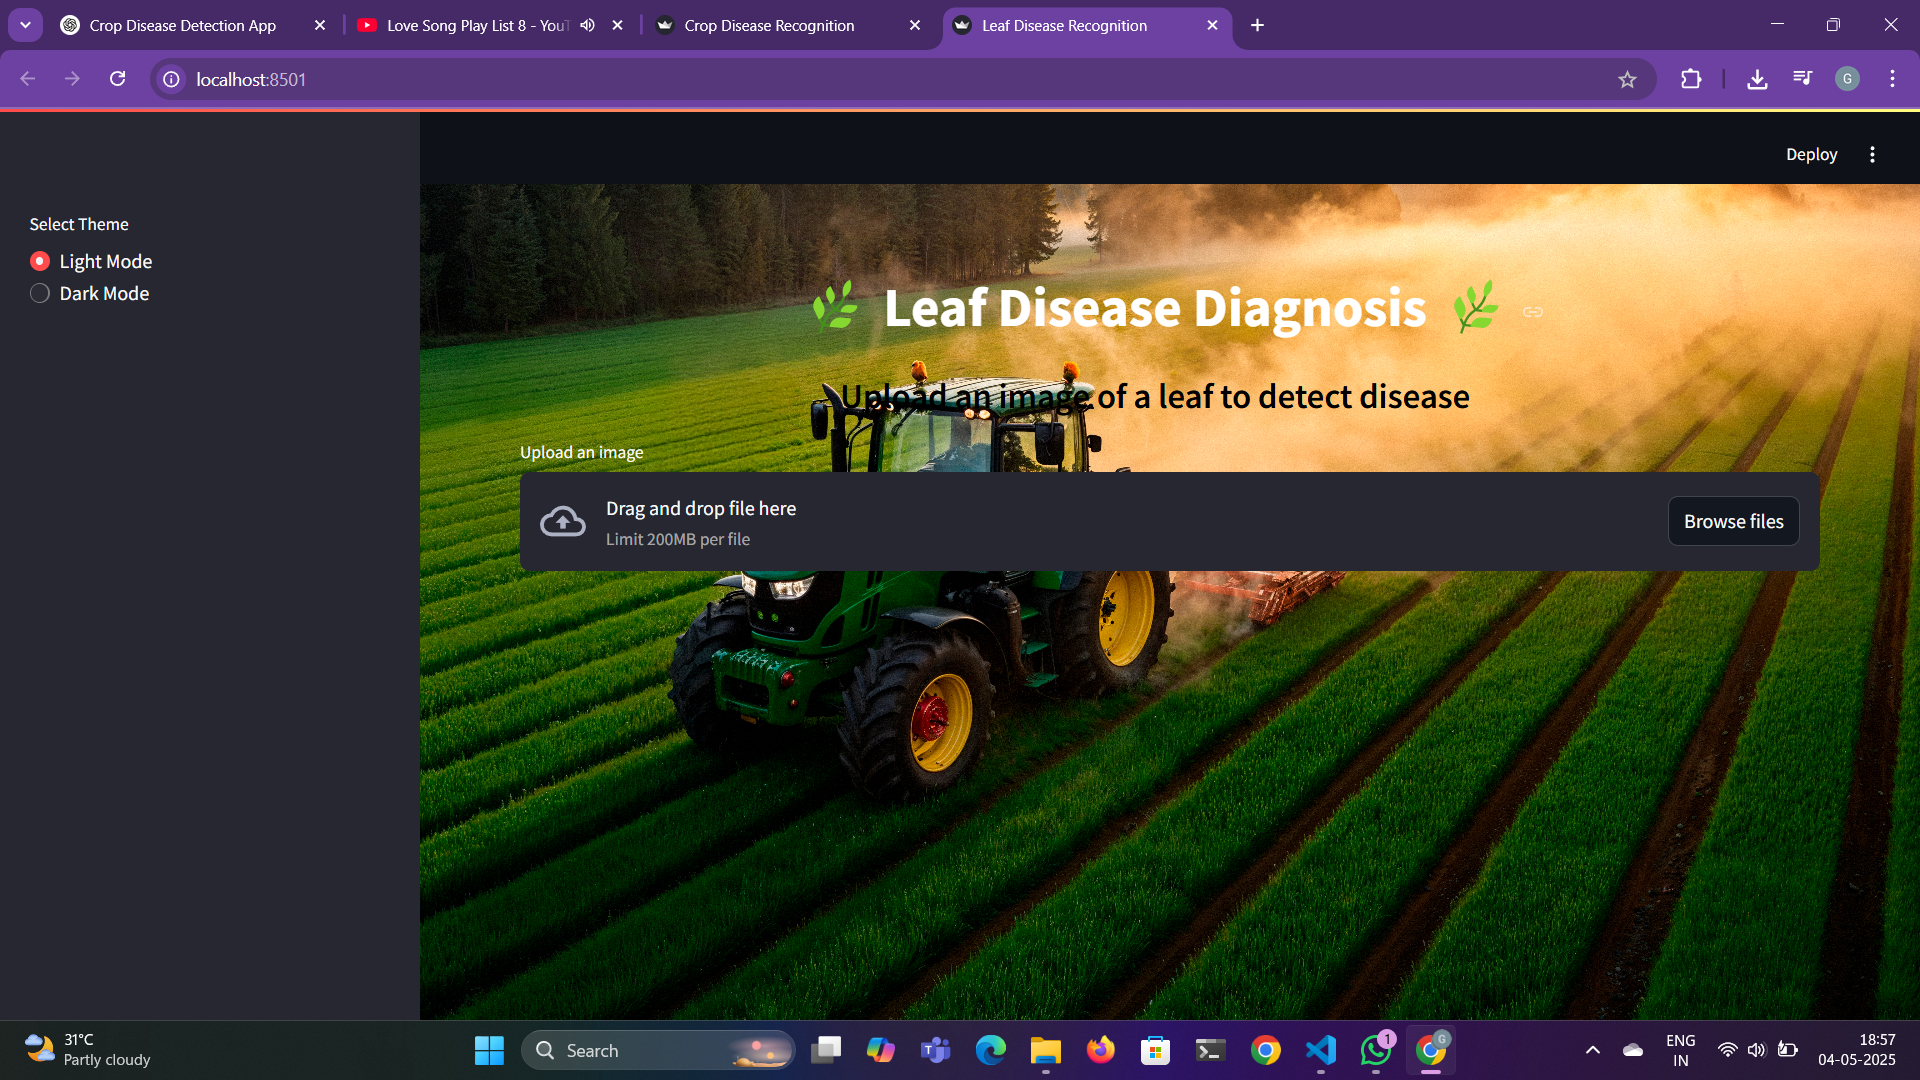 Crop Disease Detection App
Love Song Play List 8 - YouT
Crop Disease Recognition
Leaf Disease Recognition
localhost:8501
G
Deploy
Select Theme
Light Mode
Dark Mode
Leaf Disease Diagnosis
Upload an image of a leaf to detect disease
Upload an image
Drag and drop file here
Limit 200MB per file
Browse files
31°C
Partly cloudy
Search
1
G
ENG
IN
18:57
04-05-2025